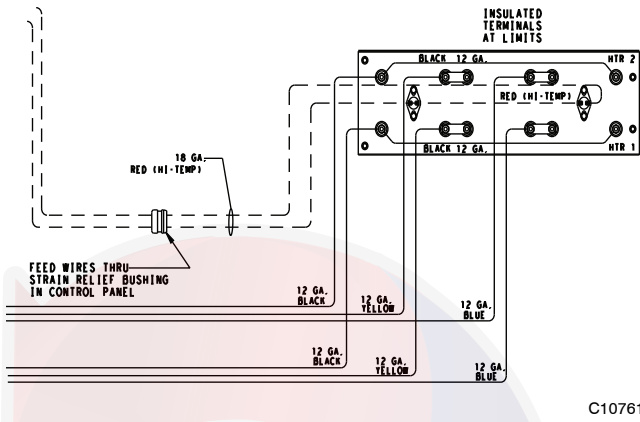 INSULATED
TERMINALS
AT LIMITS
BLACK 12 GA.
HTR 2
RED (HI-TEMP)
BLACK 12 GA.
HTR 1
18 GA.
RED (HI-TEMP)
FEED WIRES THRU
STRAIN RELIEF BUSHING
IN CONTROL PANEL
12 GA.
BLACK
12 GA.
YELLOW
12 GA.
BLUE
12 GA.
BLACK
12 GA.
YELLOW
12 GA.
BLUE
C10761